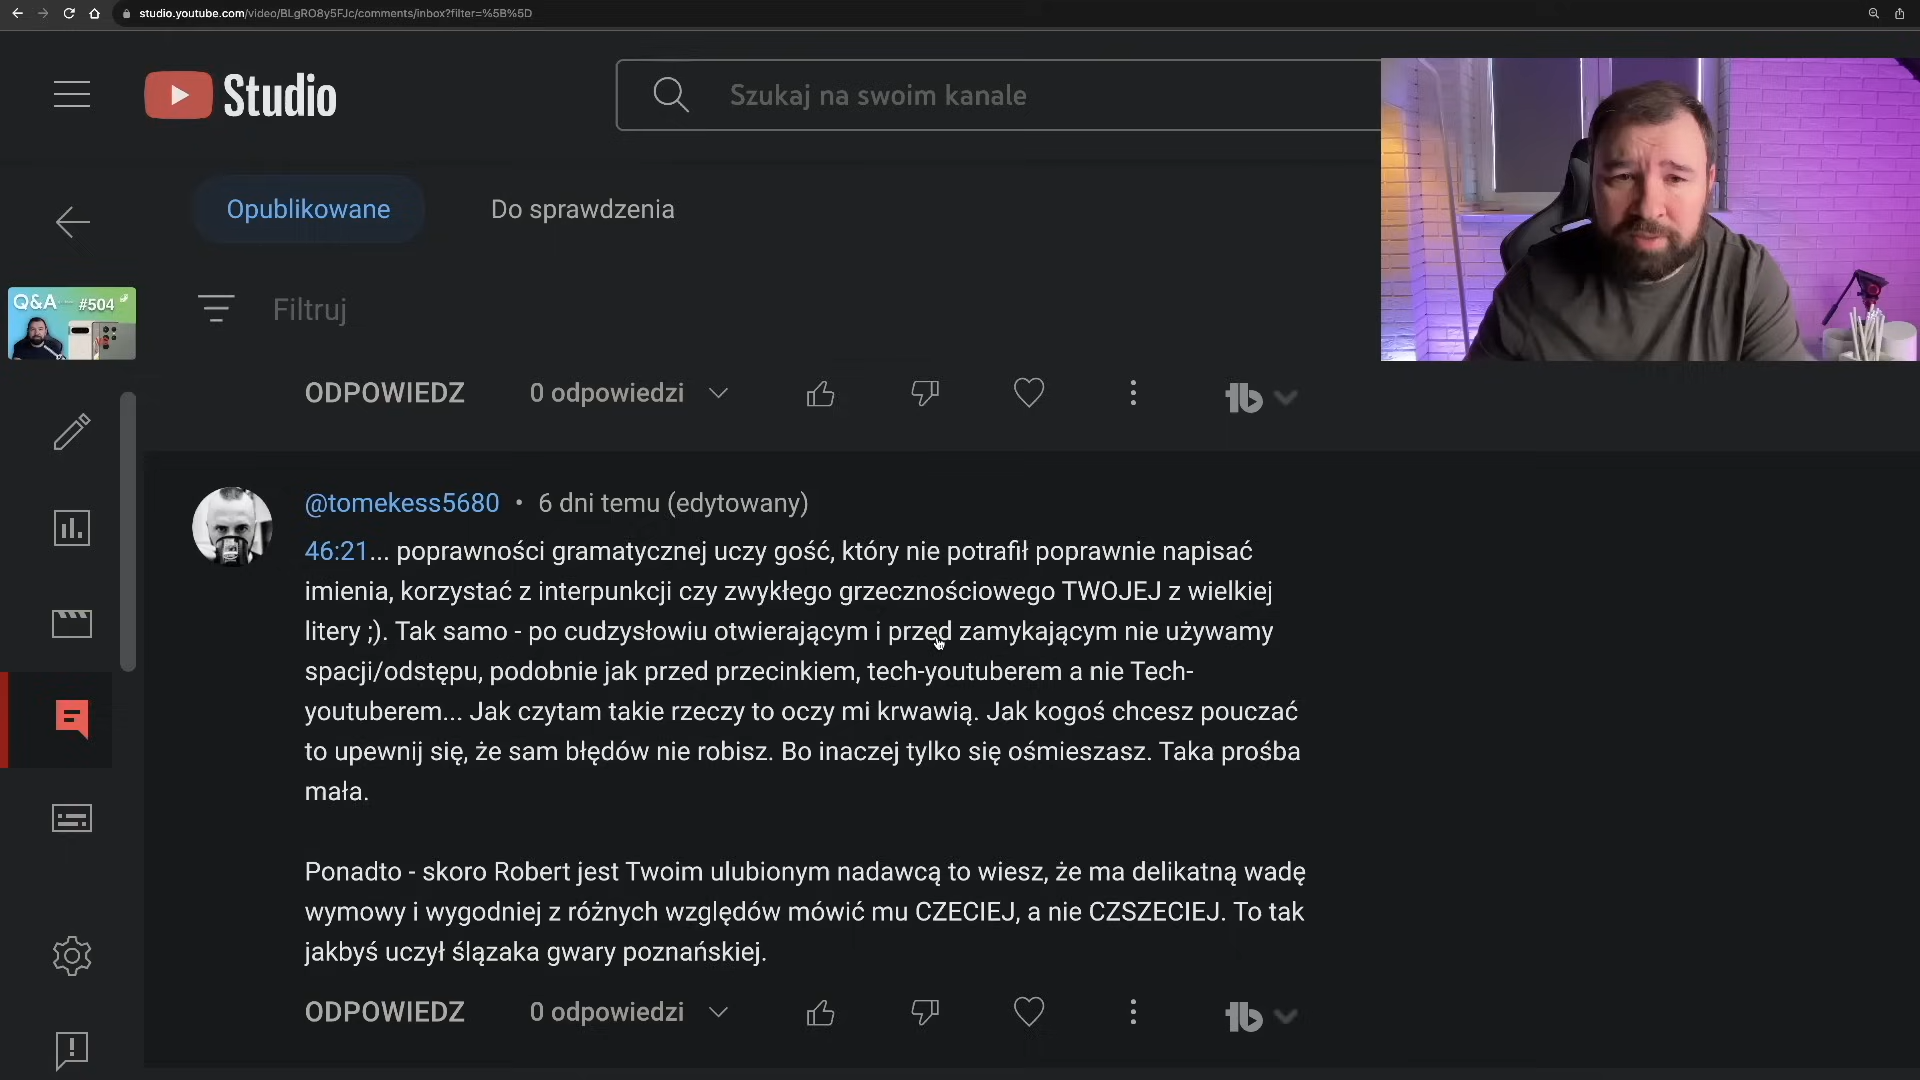 studio.youtube.com/video/BLgRO8y5FJc/comments/inbox?filter=%5B%5D
Studio
Szukaj na swoim kanale
Opublikowane
Do sprawdzenia
Q&A #504
Filtruj
ODPOWIEDZ
0 odpowiedzi
@tomekess5680 • 6 dni temu (edytowany)
46:21... poprawności gramatycznej uczy gość, który nie potrafił poprawnie napisać
imienia, korzystać z interpunkcji czy zwykłego grzecznościowego TWOJEJ z wielkiej
litery ;). Tak samo - po cudzysłowiu otwierającym i przed zamykającym nie używamy
spacji/odstępu, podobnie jak przed przecinkiem, tech-youtuberem a nie Tech-
youtuberem... Jak czytam takie rzeczy to oczy mi krwawią. Jak kogoś chcesz pouczać
to upewnij się, że sam błędów nie robisz. Bo inaczej tylko się ośmieszasz. Taka prośba
mała.
Ponadto - skoro Robert jest Twoim ulubionym nadawcą to wiesz, że ma delikatną wadę
wymowy i wygodniej z różnych względów mówić mu CZECIEJ, a nie CZSZECIEJ. To tak
jakbyś uczył ślązaka gwary poznańskiej.
ODPOWIEDZ
0 odpowiedzi